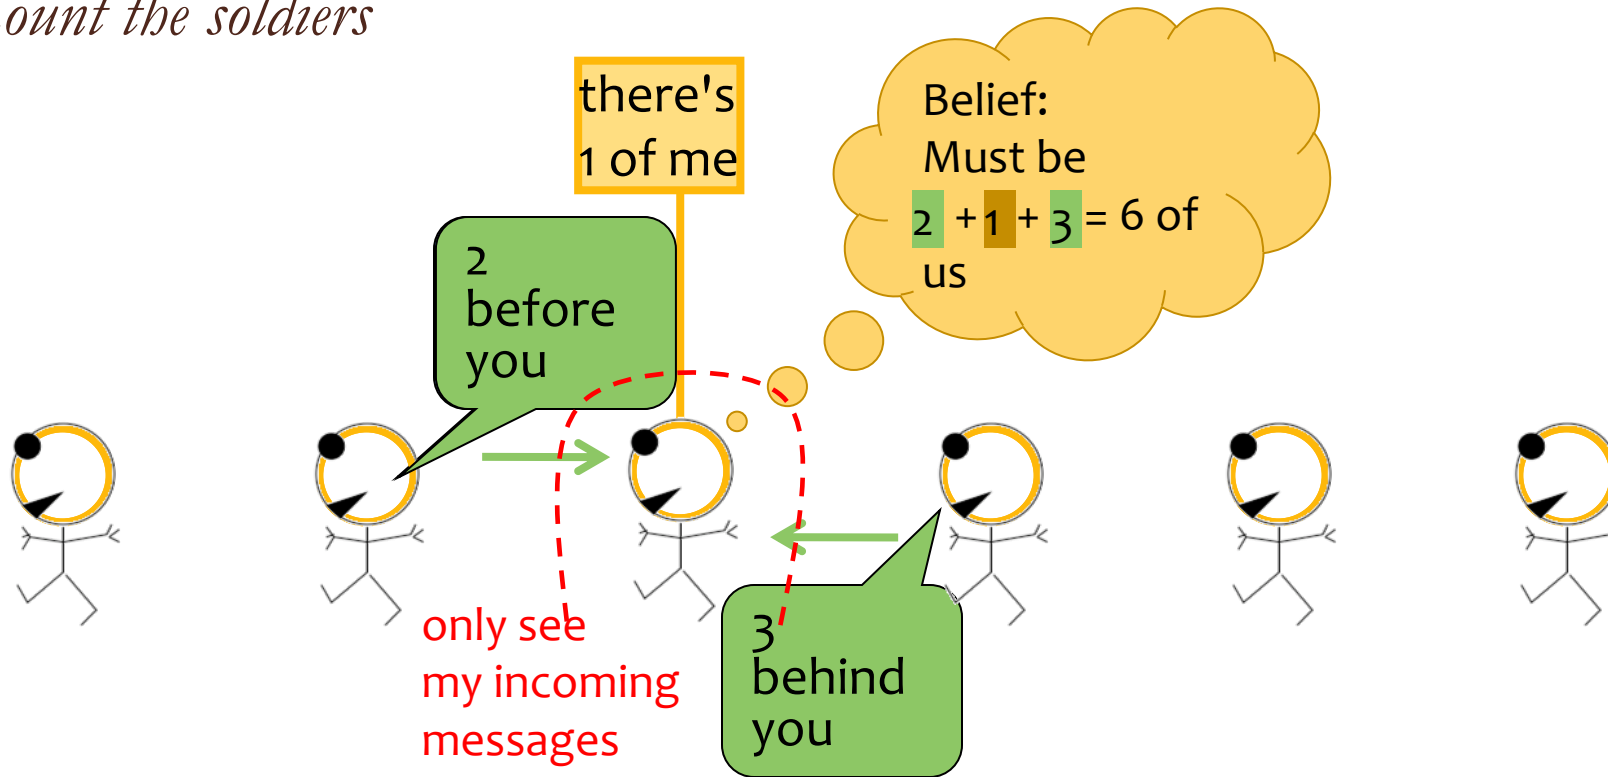 ount the soldiers
there's
1 of me
Belief:
Must be
2 + 1 + 3 = 6 of
us
2
before
you
only see
my incoming
messages
3
behind
you